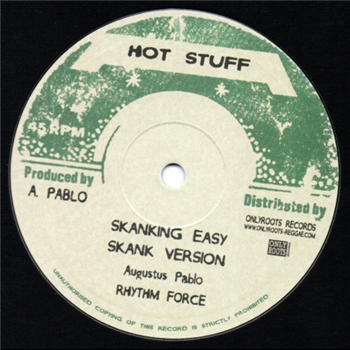 HOT STUFF
45 RPM
Produced by
A. PABLO
Distributed by
ONLYROOTS RECORDS
WWW.ONLYROOTS-REGGAE.COM
ONLY
ROOTS
SKANKING EASY
SKANK VERSION
Augustus Pablo
RHYTHM FORCE
UNAUTHORISED COPYING OF THIS RECORD IS STRICTLY PROHIBITED